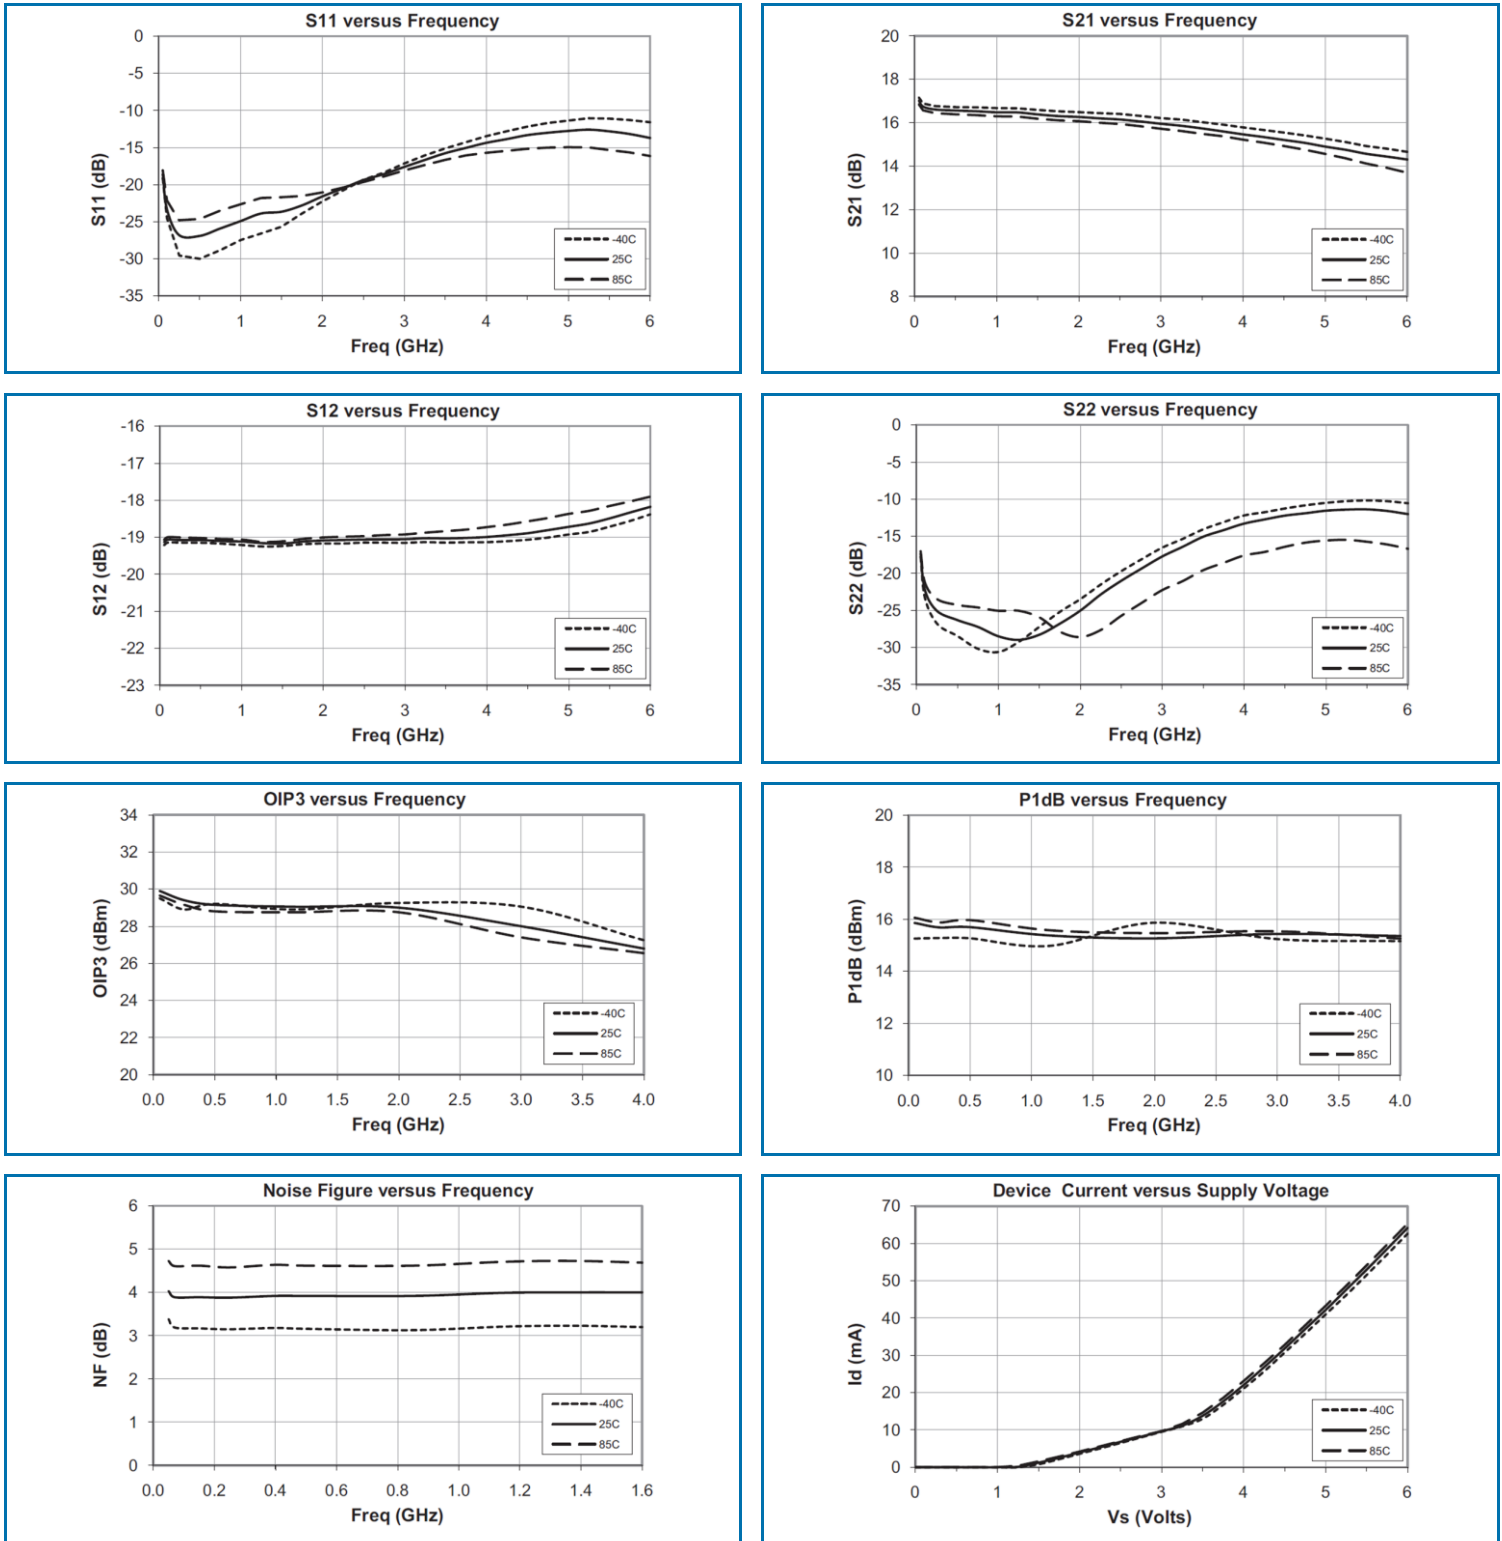 S11 versus Frequency
0
-5
-10
-15
-20
-25
-30
-35
S11 (dB)
-40C
25C
85C
0 1 2 3 4 5 6
Freq (GHz)
S21 versus Frequency
20
18
16
14
12
10
8
S21 (dB)
-40C
25C
85C
0 1 2 3 4 5 6
Freq (GHz)
S12 versus Frequency
-16
-17
-18
-19
-20
-21
-22
-23
S12 (dB)
-40C
25C
85C
0 1 2 3 4 5 6
Freq (GHz)
S22 versus Frequency
0
-5
-10
-15
-20
-25
-30
-35
S22 (dB)
-40C
25C
85C
0 1 2 3 4 5 6
Freq (GHz)
OIP3 versus Frequency
34
32
30
28
26
24
22
20
OIP3 (dBm)
-40C
25C
85C
0.0 0.5 1.0 1.5 2.0 2.5 3.0 3.5 4.0
Freq (GHz)
P1dB versus Frequency
20
18
16
14
12
10
P1dB (dBm)
-40C
25C
85C
0.0 0.5 1.0 1.5 2.0 2.5 3.0 3.5 4.0
Freq (GHz)
Noise Figure versus Frequency
6
5
4
3
2
1
0
NF (dB)
-40C
25C
85C
0.0 0.2 0.4 0.6 0.8 1.0 1.2 1.4 1.6
Freq (GHz)
Device Current versus Supply Voltage
70
60
50
40
30
20
10
0
Id (mA)
-40C
25C
85C
0 1 2 3 4 5 6
Vs (Volts)